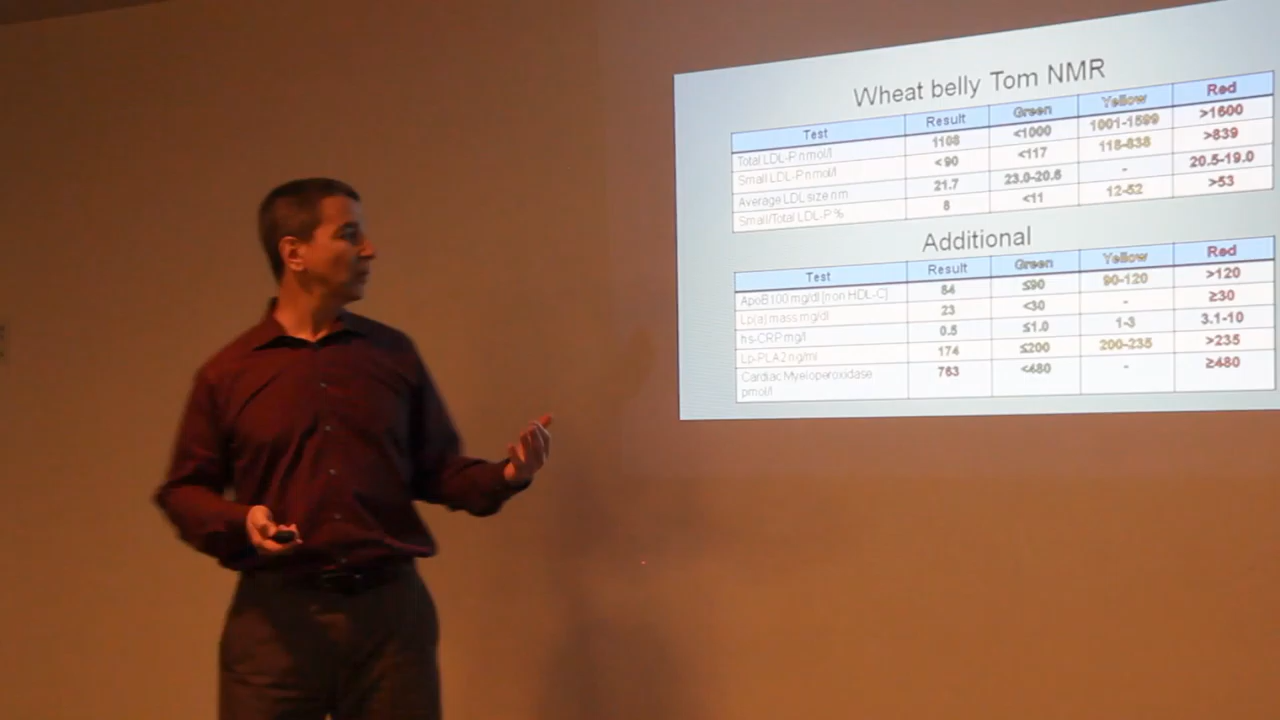 Wheat belly Tom NMR
Test Result Green Yellow Red
Total LDL-P nmol/l 1108 <1000 1001-1599 >1600
Small LDL-P nmol/l <90 <117 118-838 >839
Average LDL size nm 21.7 23.0-20.6 - 20.5-19.0
Small/Total LDL-P % 8 <11 12-52 >53
Additional
Test Result Green Yellow Red
ApoB100 mg/dl [non HDL-C] 84 ≤90 90-120 >120
Lp(a) mass mg/dl 23 <30 - ≥30
hs-CRP mg/l 0.5 ≤1.0 1-3 3.1-10
Lp-PLA2 ng/ml 174 ≤200 200-235 >235
Cardiac Myeloperoxidase 763 <480 - ≥480
pmol/l